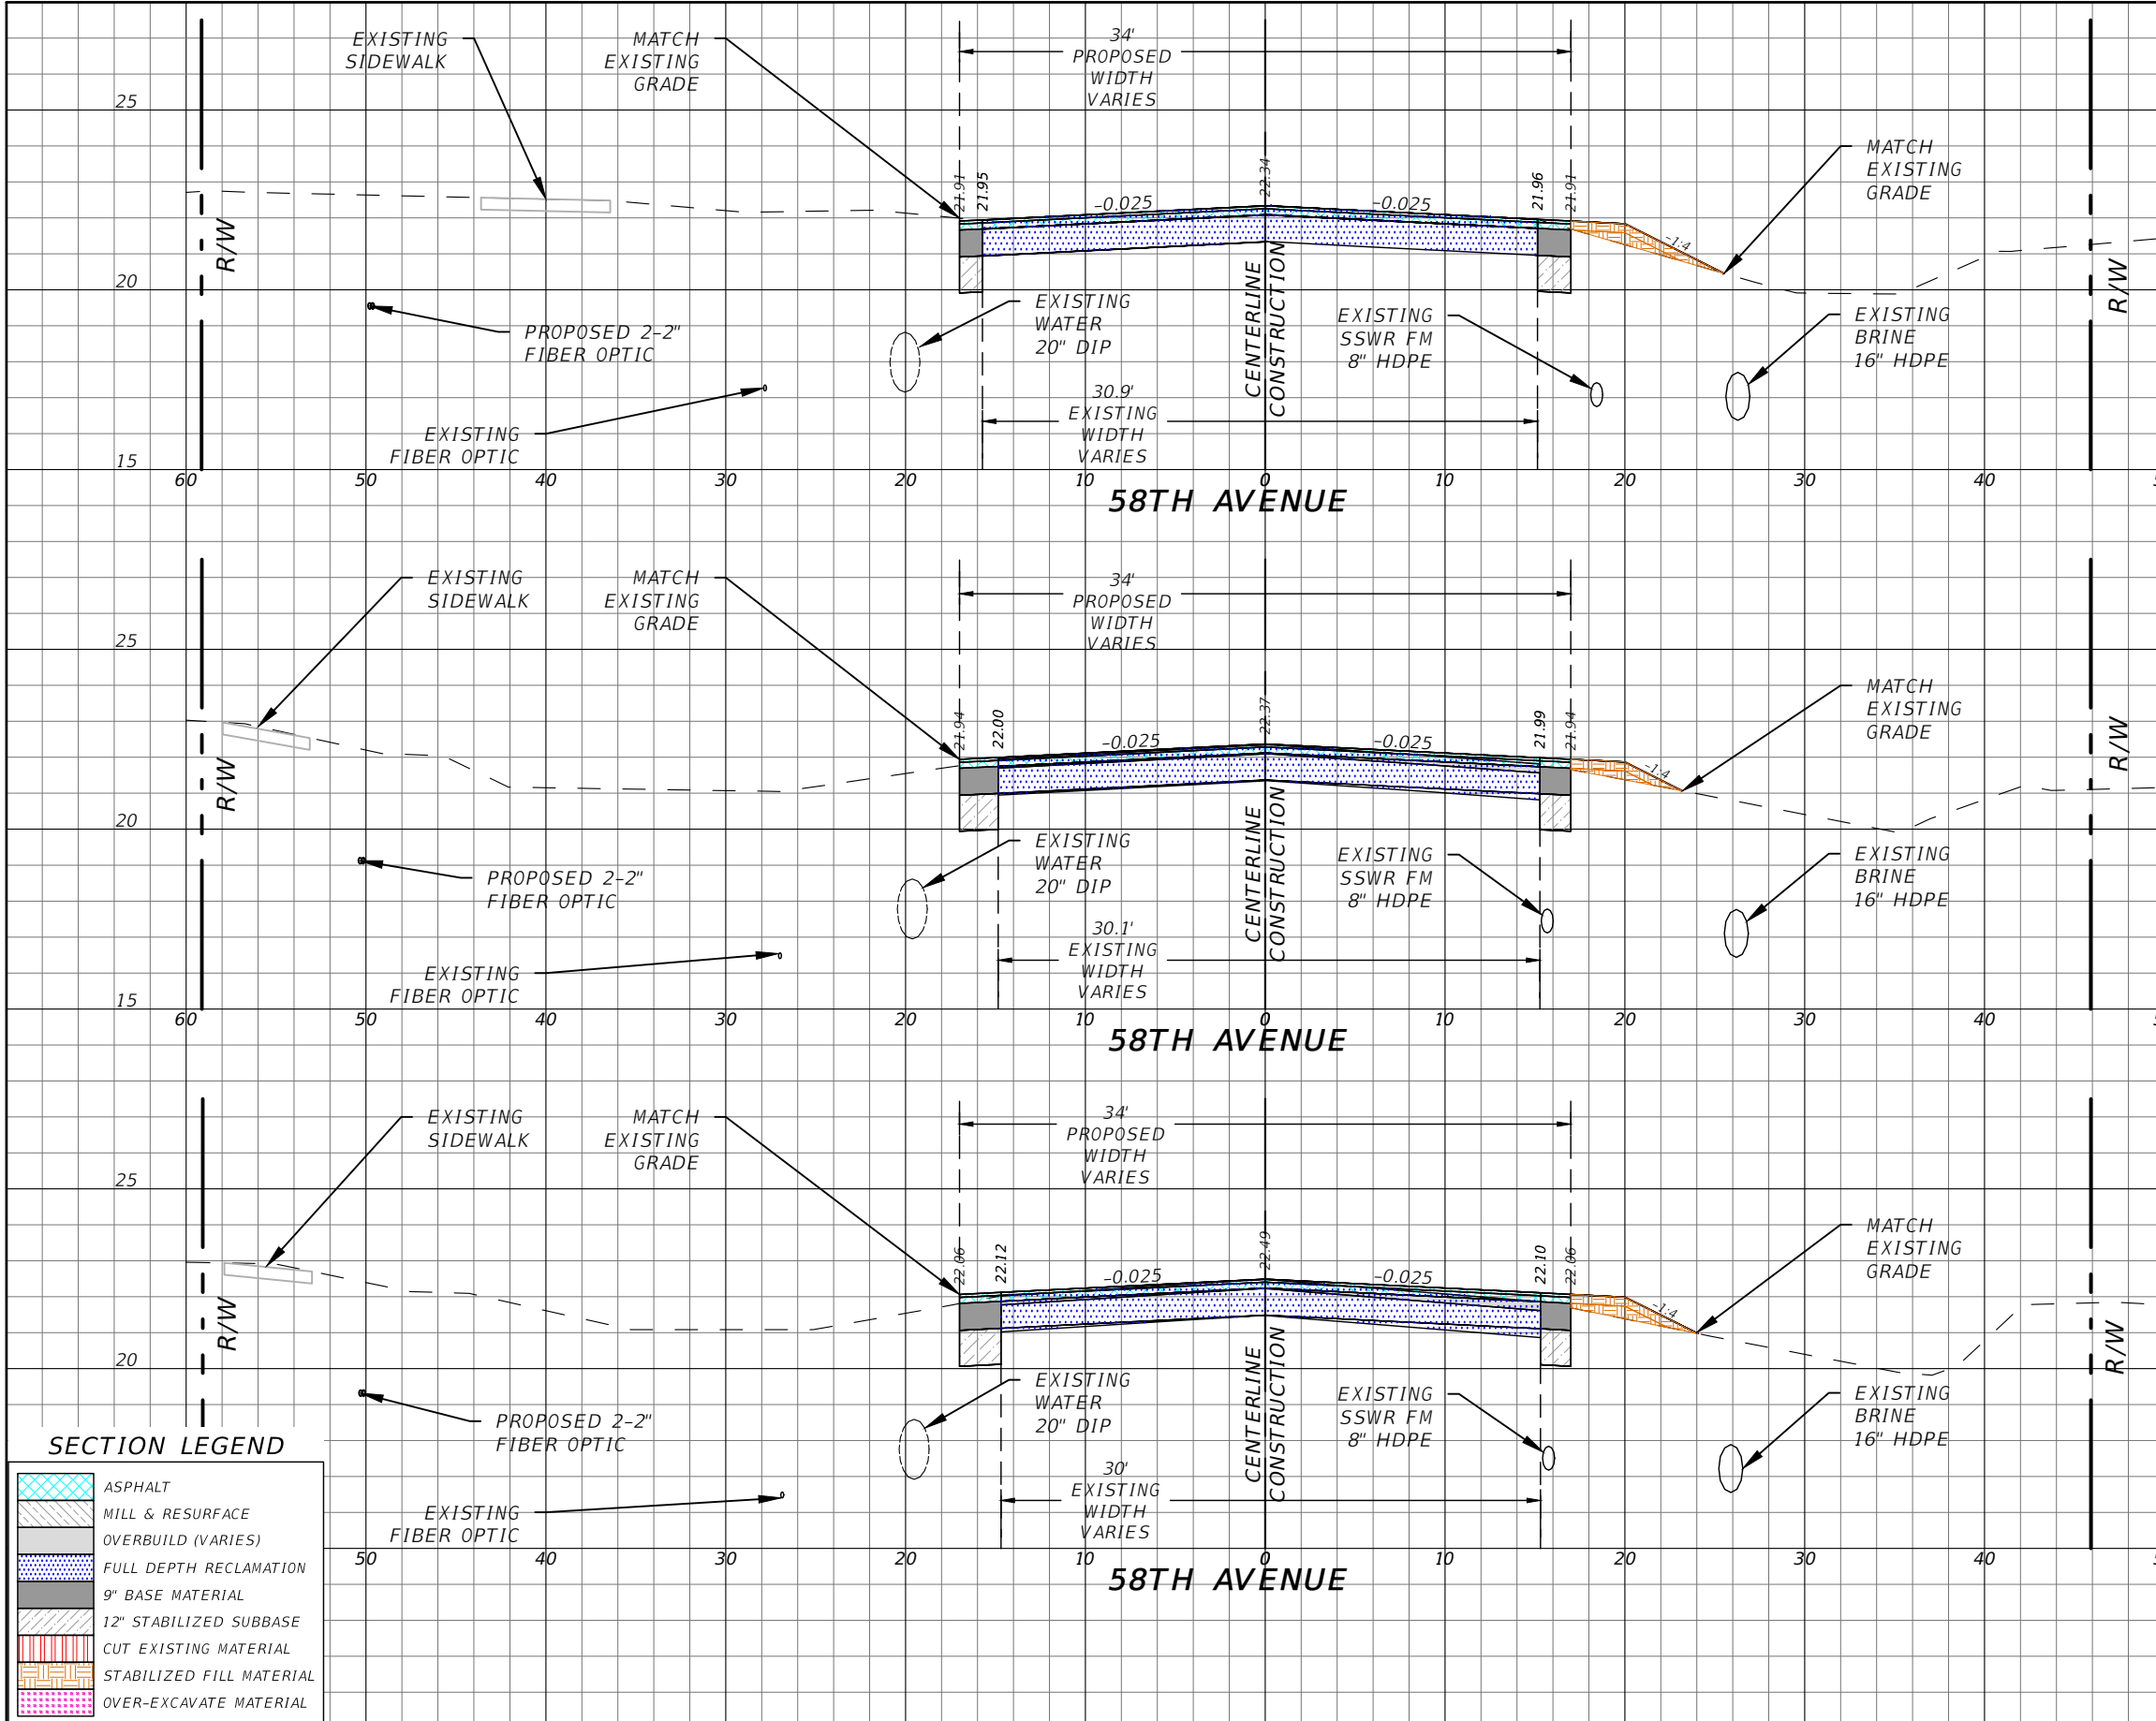 EXISTING
SIDEWALK
MATCH
EXISTING
GRADE
34'
PROPOSED
WIDTH
VARIES
25
MATCH
EXISTING
GRADE
21.91
21.95
-0.025
22.34
-0.025
21.96
21.91
-1:4
R/W
R/W
20
PROPOSED 2-2"
FIBER OPTIC
EXISTING
WATER
20" DIP
CENTERLINE
CONSTRUCTION
EXISTING
SSWR FM
8" HDPE
EXISTING
BRINE
16" HDPE
EXISTING
FIBER OPTIC
30.9'
EXISTING
WIDTH
VARIES
15
60 50 40 30 20 10 0 10 20 30 40
58TH AVENUE
EXISTING
SIDEWALK
MATCH
EXISTING
GRADE
34'
PROPOSED
WIDTH
VARIES
25
MATCH
EXISTING
GRADE
21.94
22.00
-0.025
22.37
-0.025
21.99
21.94
-1:4
R/W
R/W
20
PROPOSED 2-2"
FIBER OPTIC
EXISTING
WATER
20" DIP
CENTERLINE
CONSTRUCTION
EXISTING
SSWR FM
8" HDPE
EXISTING
BRINE
16" HDPE
EXISTING
FIBER OPTIC
30.1'
EXISTING
WIDTH
VARIES
15
60 50 40 30 20 10 0 10 20 30 40
58TH AVENUE
EXISTING
SIDEWALK
MATCH
EXISTING
GRADE
34'
PROPOSED
WIDTH
VARIES
25
MATCH
EXISTING
GRADE
22.06
22.12
-0.025
22.49
-0.025
22.10
22.06
-1:4
R/W
R/W
20
PROPOSED 2-2"
FIBER OPTIC
EXISTING
WATER
20" DIP
CENTERLINE
CONSTRUCTION
EXISTING
SSWR FM
8" HDPE
EXISTING
BRINE
16" HDPE
EXISTING
FIBER OPTIC
30'
EXISTING
WIDTH
VARIES
50 40 30 20 10 0 10 20 30 40
58TH AVENUE
SECTION LEGEND
ASPHALT
MILL & RESURFACE
OVERBUILD (VARIES)
FULL DEPTH RECLAMATION
9" BASE MATERIAL
12" STABILIZED SUBBASE
CUT EXISTING MATERIAL
STABILIZED FILL MATERIAL
OVER-EXCAVATE MATERIAL